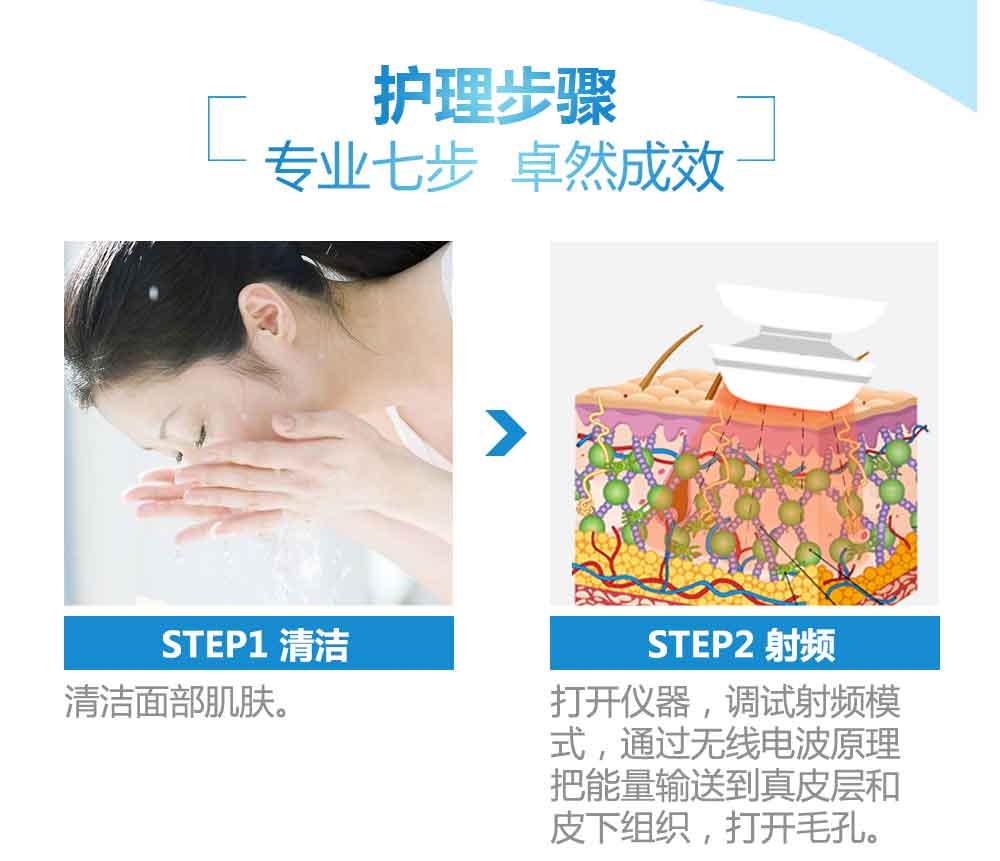 护理步骤
专业七步 卓然成效
STEP1 清洁
清洁面部肌肤。
STEP2 射频
打开仪器，调试射频模
式，通过无线电波原理
把能量输送到真皮层和
皮下组织，打开毛孔。